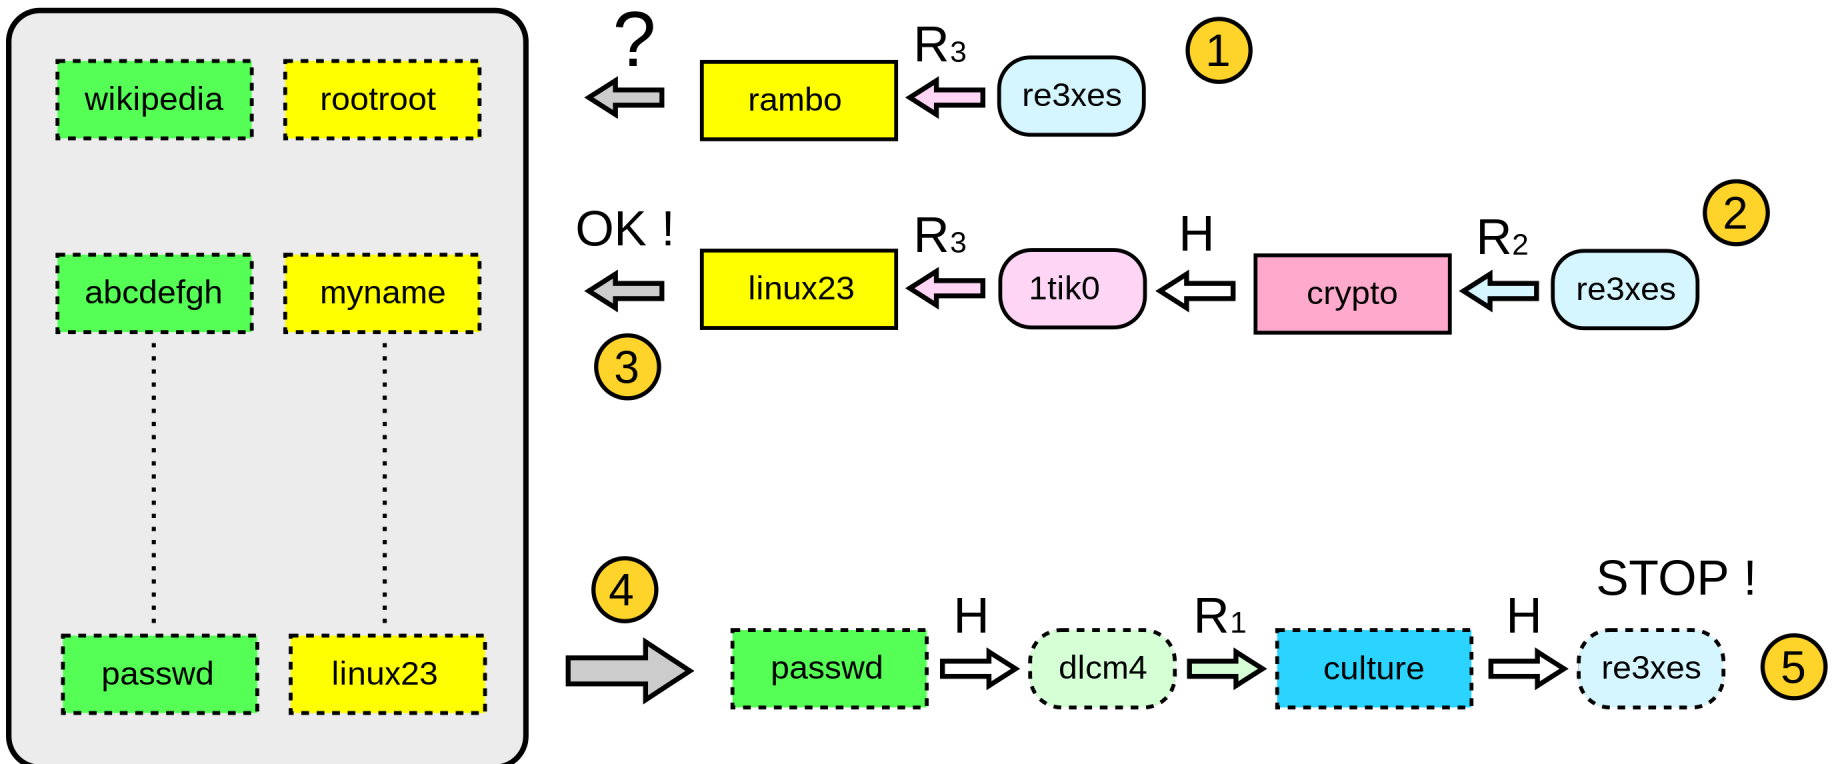 wikipedia rootroot ? rambo R3 re3xes 1
abcdefgh myname OK ! linux23 R3 1tik0 H crypto R2 re3xes 2
3
4
passwd linux23 passwd H dlcm4 R1 culture H re3xes STOP ! 5